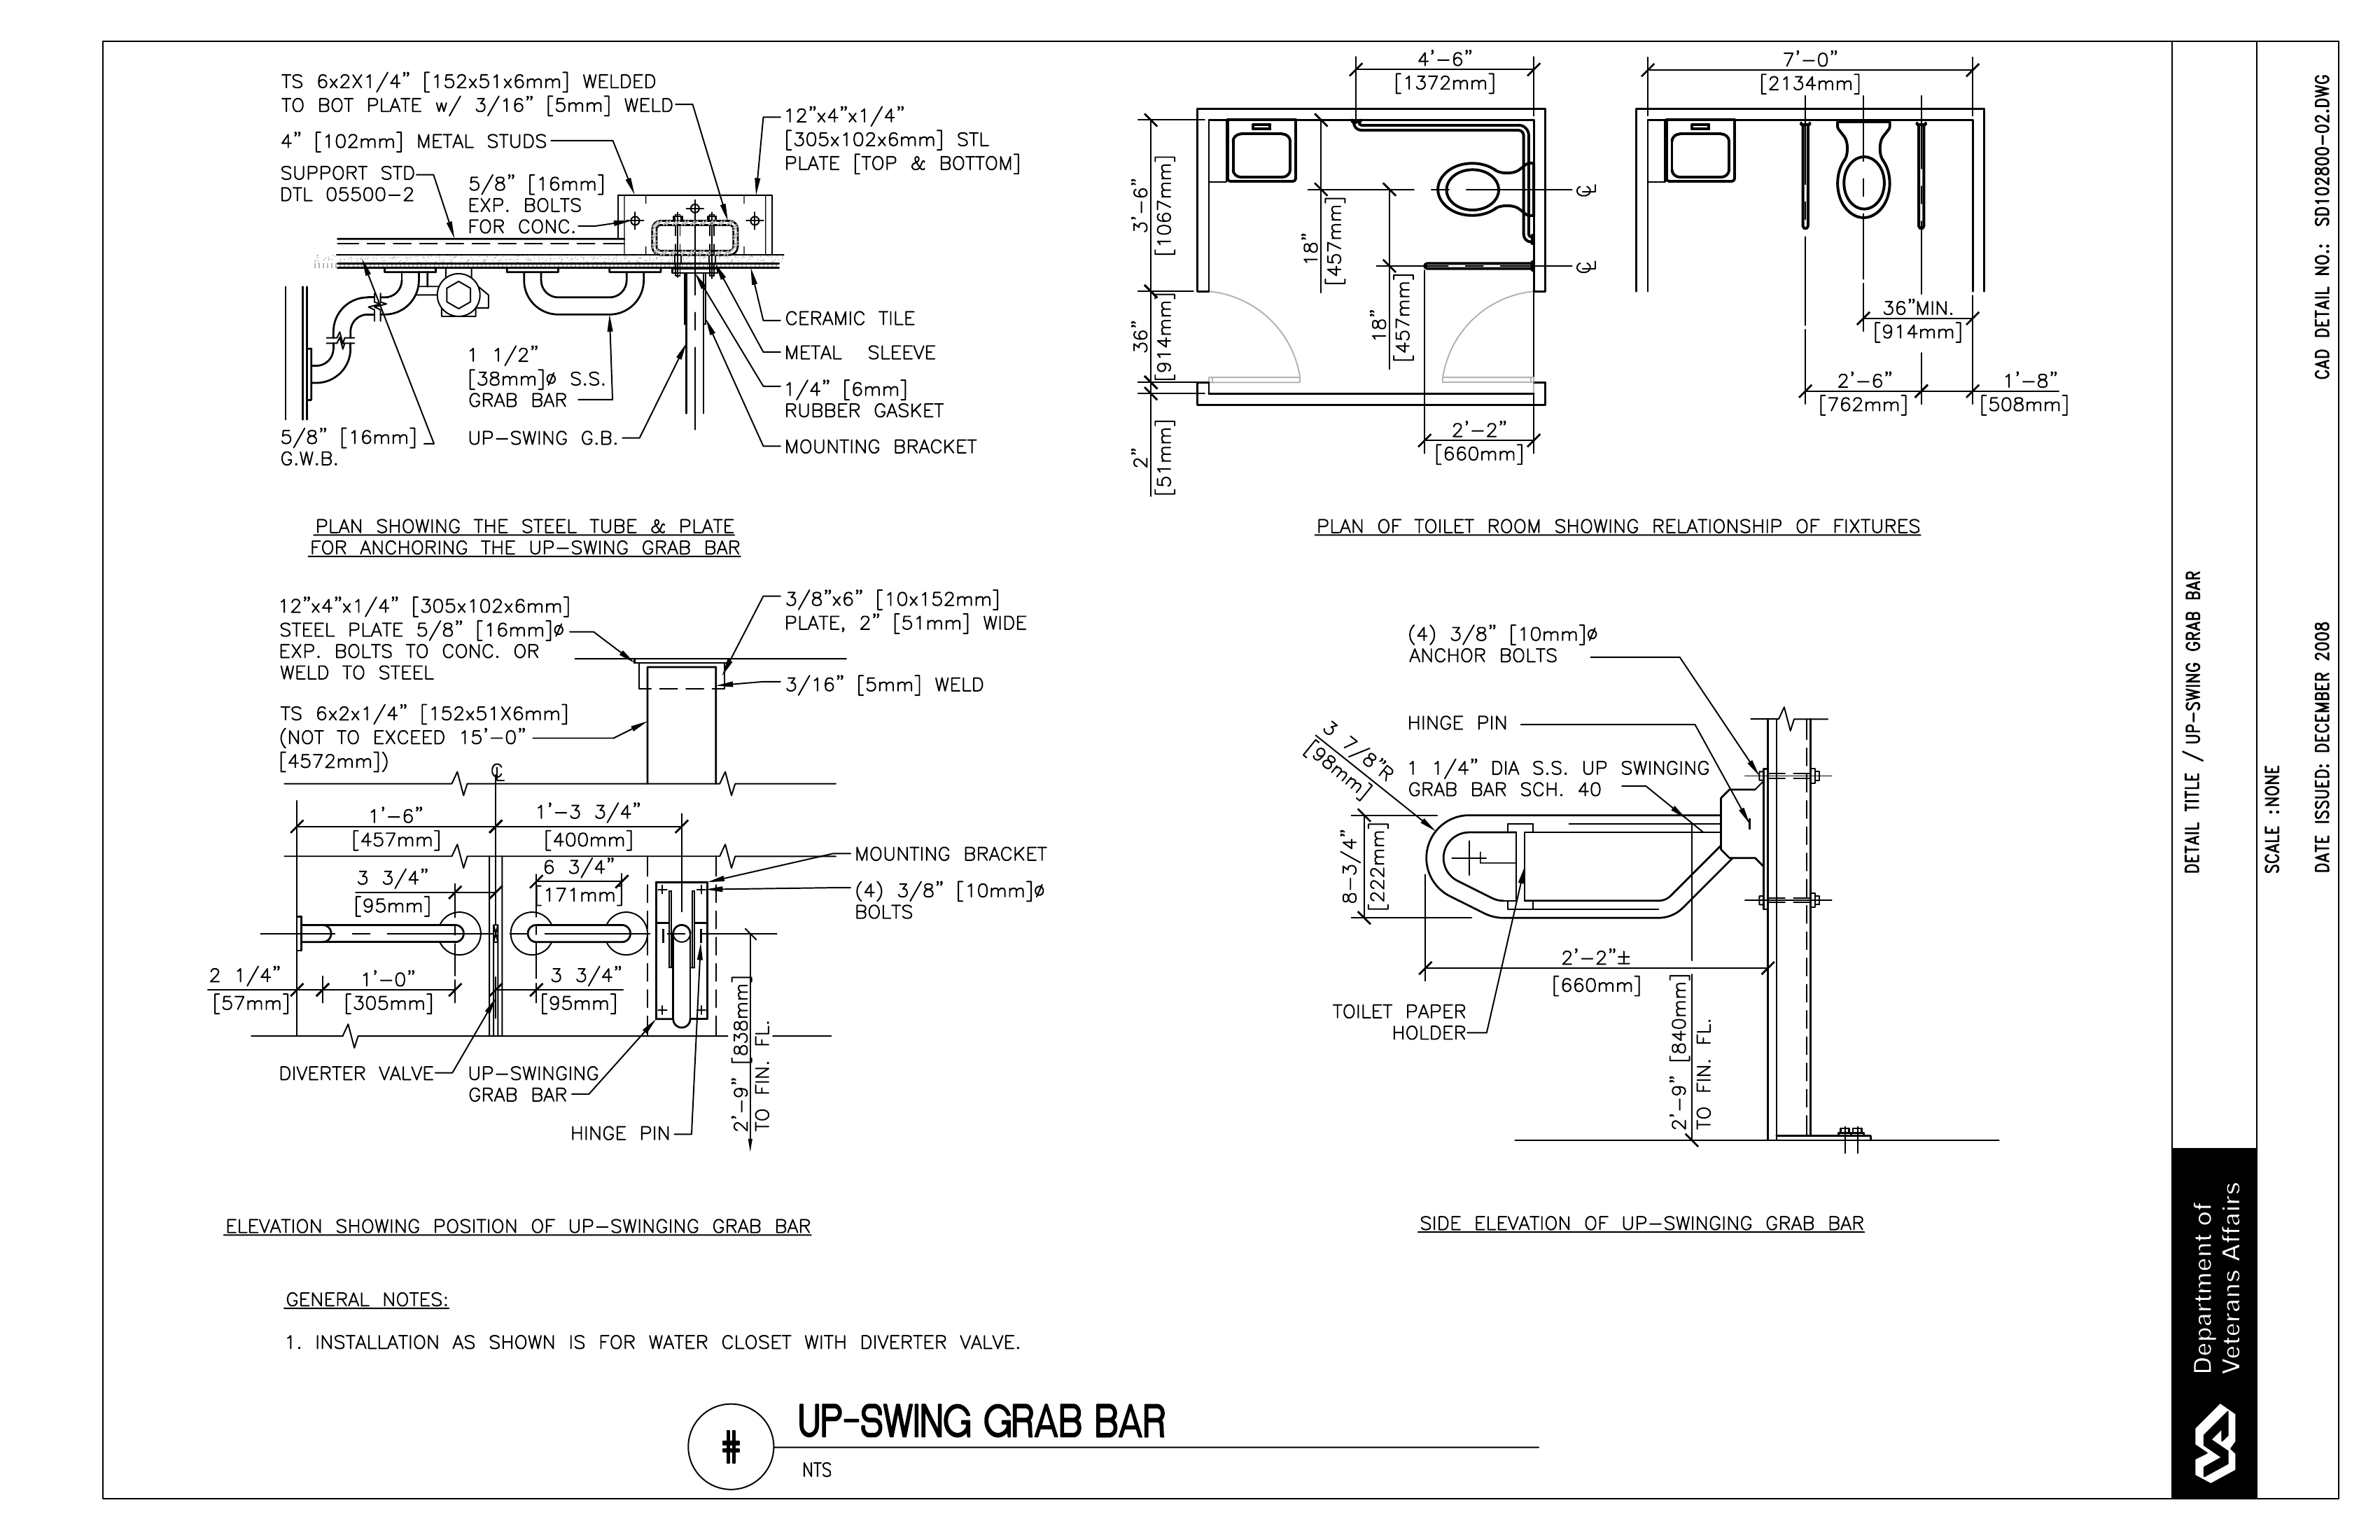 TS 6x2X1/4” [152x51x6mm] WELDED
TO BOT PLATE w/ 3/16” [5mm] WELD
4” [102mm] METAL STUDS
SUPPORT STD
DTL 05500-2
5/8” [16mm]
EXP. BOLTS
FOR CONC.
12”x4”x1/4”
[305x102x6mm] STL
PLATE [TOP & BOTTOM]
CERAMIC TILE
METAL SLEEVE
1/4” [6mm]
RUBBER GASKET
MOUNTING BRACKET
1 1/2”
[38mm]ø S.S.
GRAB BAR
UP-SWING G.B.
5/8” [16mm]
G.W.B.
PLAN SHOWING THE STEEL TUBE & PLATE
FOR ANCHORING THE UP-SWING GRAB BAR
4’-6”
[1372mm]
3’-6”
[1067mm]
18”
[457mm]
18”
[457mm]
36”
[914mm]
2”
[51mm]
2’-2”
[660mm]
℄
℄
7’-0”
[2134mm]
36”MIN.
[914mm]
2’-6”
[762mm]
1’-8”
[508mm]
PLAN OF TOILET ROOM SHOWING RELATIONSHIP OF FIXTURES
12”x4”x1/4” [305x102x6mm]
STEEL PLATE 5/8” [16mm]ø
EXP. BOLTS TO CONC. OR
WELD TO STEEL
3/8”x6” [10x152mm]
PLATE, 2” [51mm] WIDE
3/16” [5mm] WELD
TS 6x2x1/4” [152x51X6mm]
(NOT TO EXCEED 15’-0”
[4572mm])
℄
1’-6”
[457mm]
1’-3 3/4”
[400mm]
3 3/4”
[95mm]
6 3/4”
[171mm]
MOUNTING BRACKET
(4) 3/8” [10mm]ø
BOLTS
2 1/4”
[57mm]
1’-0”
[305mm]
3 3/4”
[95mm]
2’-9” [838mm]
TO FIN. FL.
DIVERTER VALVE
UP-SWINGING
GRAB BAR
HINGE PIN
ELEVATION SHOWING POSITION OF UP-SWINGING GRAB BAR
(4) 3/8” [10mm]ø
ANCHOR BOLTS
HINGE PIN
1 1/4” DIA S.S. UP SWINGING
GRAB BAR SCH. 40
3 7/8”R
[98mm]
8-3/4”
[222mm]
2’-2”±
[660mm]
TOILET PAPER
HOLDER
2’-9” [840mm]
TO FIN. FL.
SIDE ELEVATION OF UP-SWINGING GRAB BAR
GENERAL NOTES:
1. INSTALLATION AS SHOWN IS FOR WATER CLOSET WITH DIVERTER VALVE.
#
UP-SWING GRAB BAR
NTS
DETAIL TITLE / UP-SWING GRAB BAR
SCALE :NONE
DATE ISSUED: DECEMBER 2008
CAD DETAIL NO.: SD102800-02.DWG
Department of
Veterans Affairs